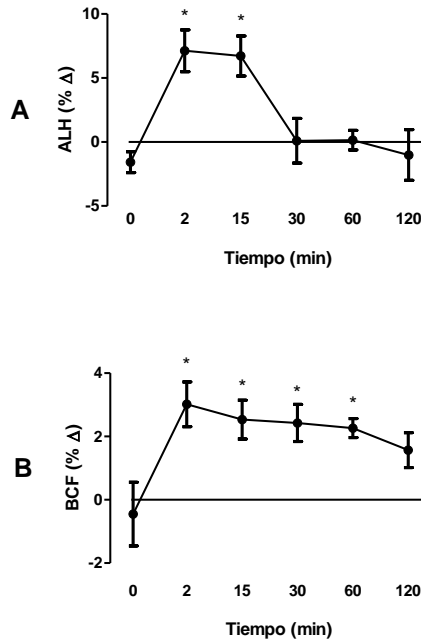 A
ALH (% Δ)
10
5
0
-5
* *
0 2 15 30 60 120
Tiempo (min)
B
BCF (% Δ)
4
2
0
-2
* * * *
0 2 15 30 60 120
Tiempo (min)